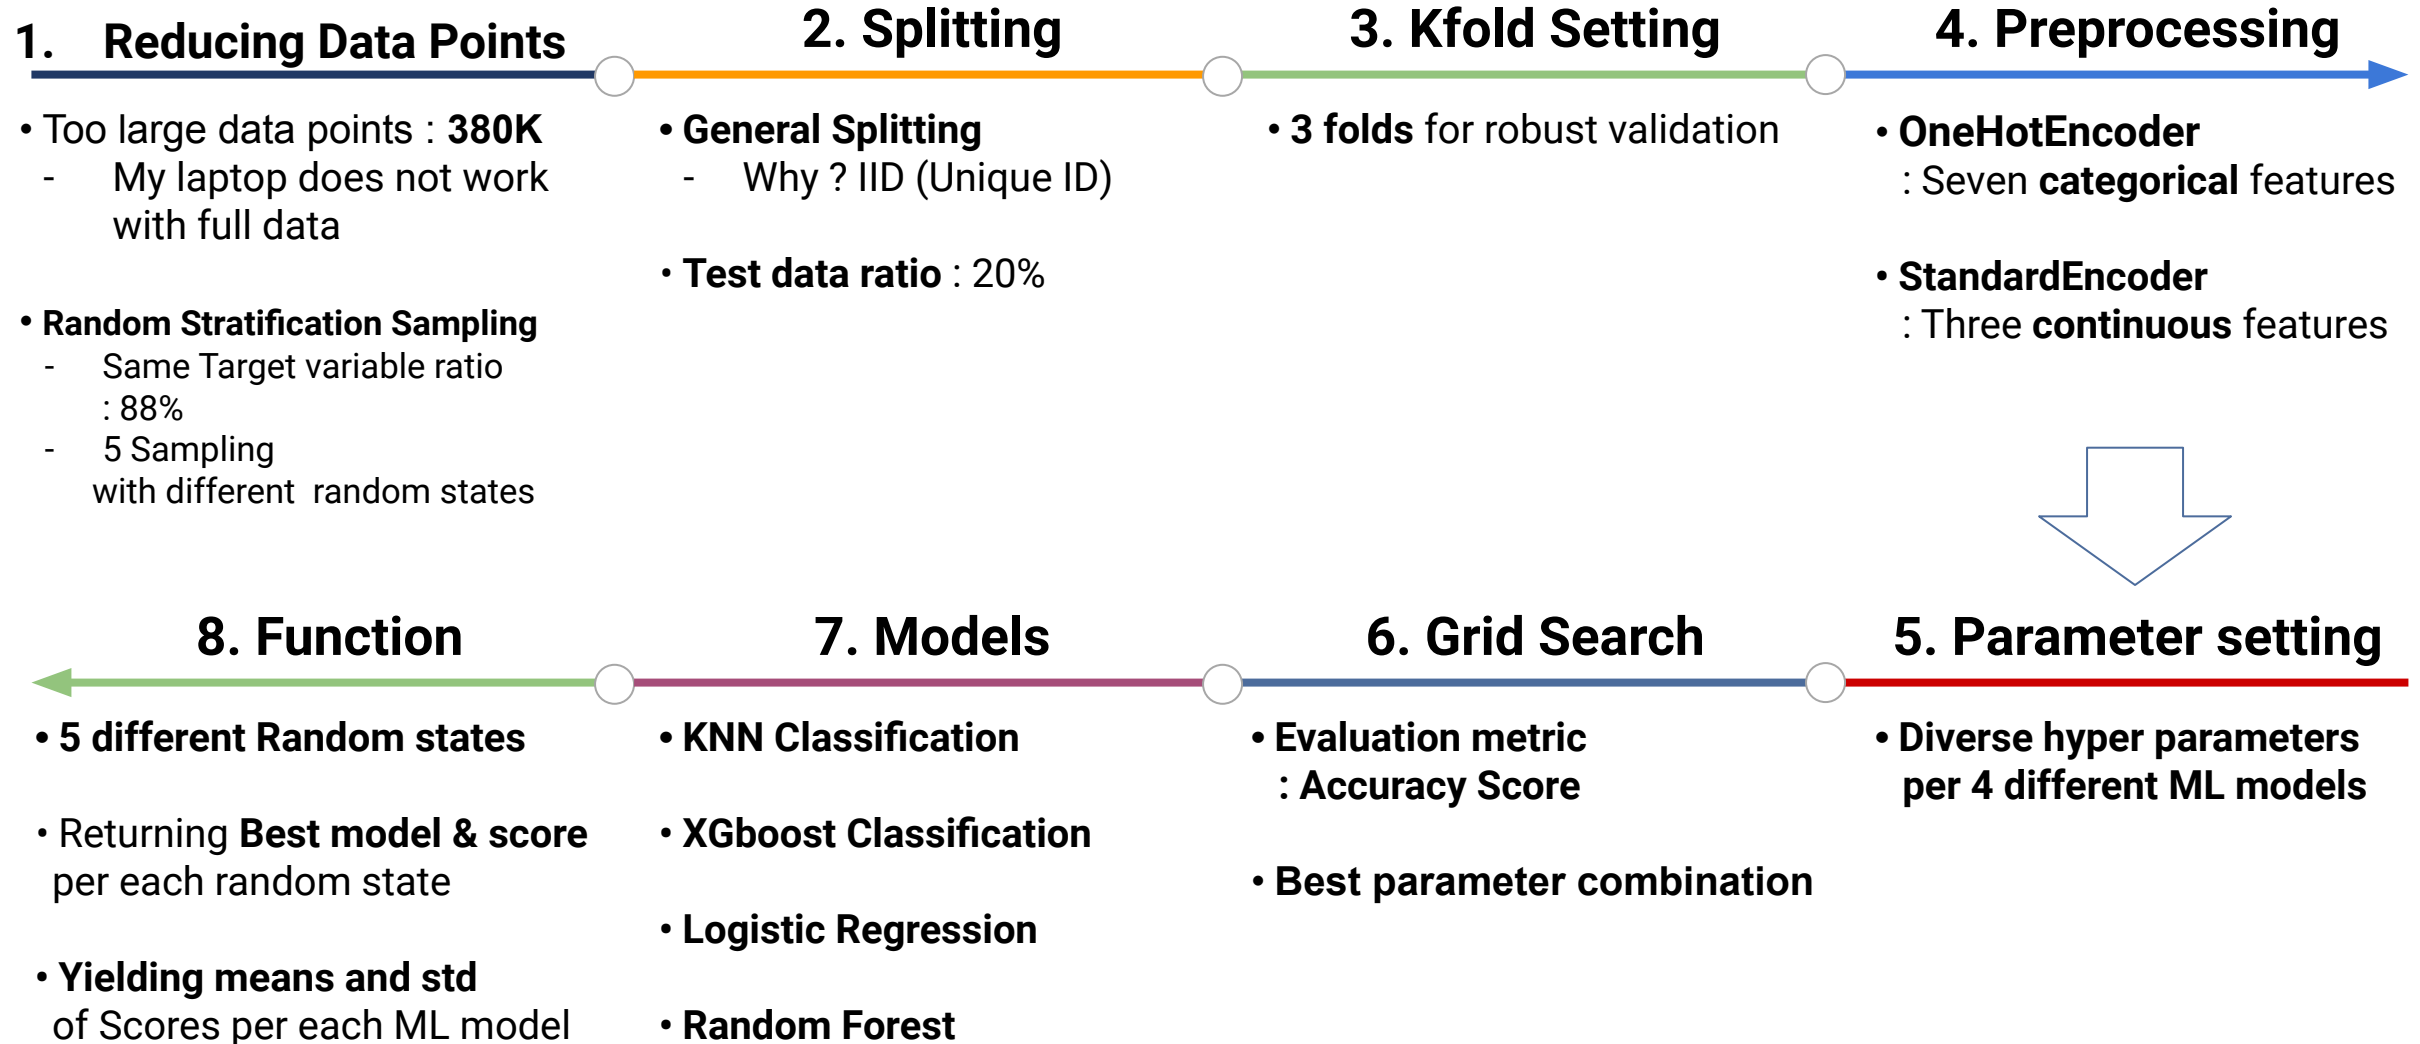 1. Reducing Data Points
• Too large data points : 380K
- My laptop does not work
with full data
• Random Stratification Sampling
- Same Target variable ratio
: 88%
- 5 Sampling
with different random states
2. Splitting
• General Splitting
- Why ? IID (Unique ID)
• Test data ratio : 20%
3. Kfold Setting
• 3 folds for robust validation
4. Preprocessing
• OneHotEncoder
: Seven categorical features
• StandardEncoder
: Three continuous features
5. Parameter setting
• Diverse hyper parameters
per 4 different ML models
6. Grid Search
• Evaluation metric
: Accuracy Score
• Best parameter combination
7. Models
• KNN Classification
• XGboost Classification
• Logistic Regression
• Random Forest
8. Function
• 5 different Random states
• Returning Best model & score
per each random state
• Yielding means and std
of Scores per each ML model